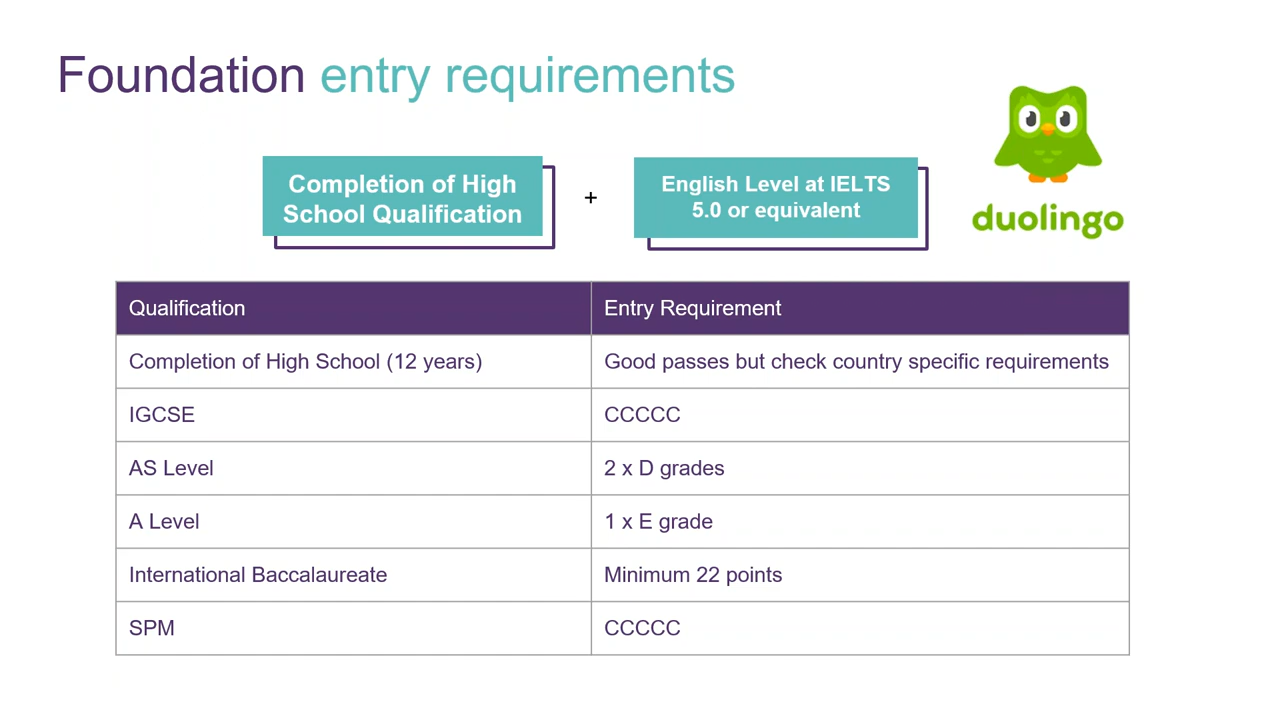 Foundation entry requirements
Completion of High
School Qualification
+
English Level at IELTS
5.0 or equivalent
duolingo
Qualification Entry Requirement
Completion of High School (12 years) Good passes but check country specific requirements
IGCSE CCCCC
AS Level 2 x D grades
A Level 1 x E grade
International Baccalaureate Minimum 22 points
SPM CCCCC